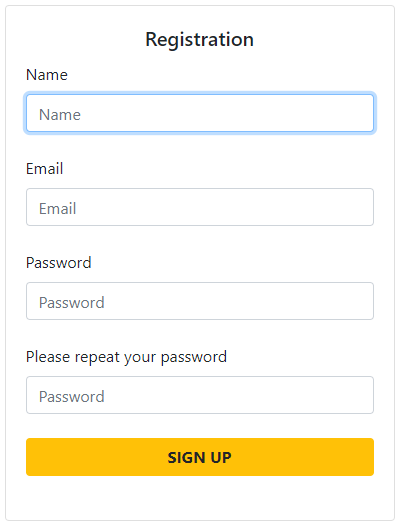 Registration
Name
Name
Email
Email
Password
Password
Please repeat your password
Password
SIGN UP